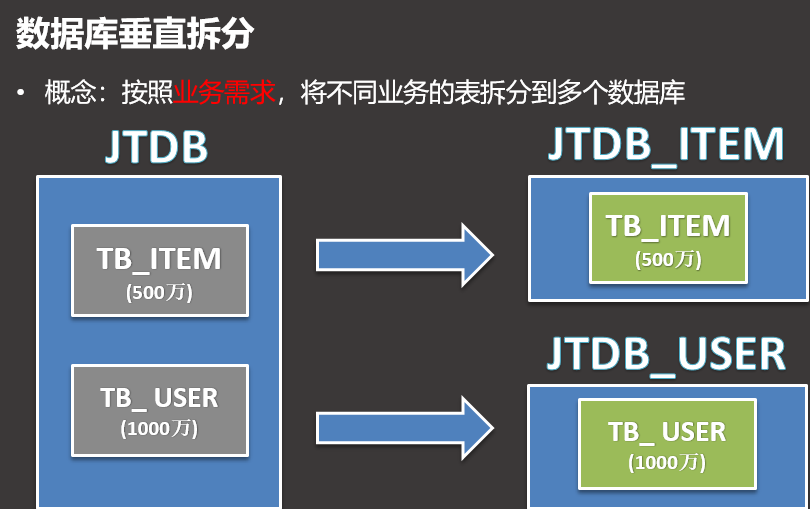 数据库垂直拆分
• 概念：按照业务需求，将不同业务的表拆分到多个数据库
JTDB
TB_ITEM
(500万)
TB_ USER
(1000万)
JTDB_ITEM
TB_ITEM
(500万)
JTDB_USER
TB_ USER
(1000万)